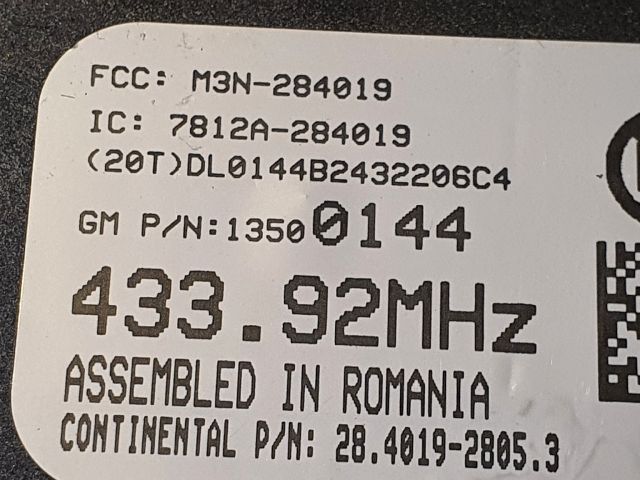 FCC: M3N-284019
IC: 7812A-284019
(20T)DL0144B2432206C4
GM P/N:13500144
433.92MHz
ASSEMBLED IN ROMANIA
CONTINENTAL P/N: 28.4019-2805.3